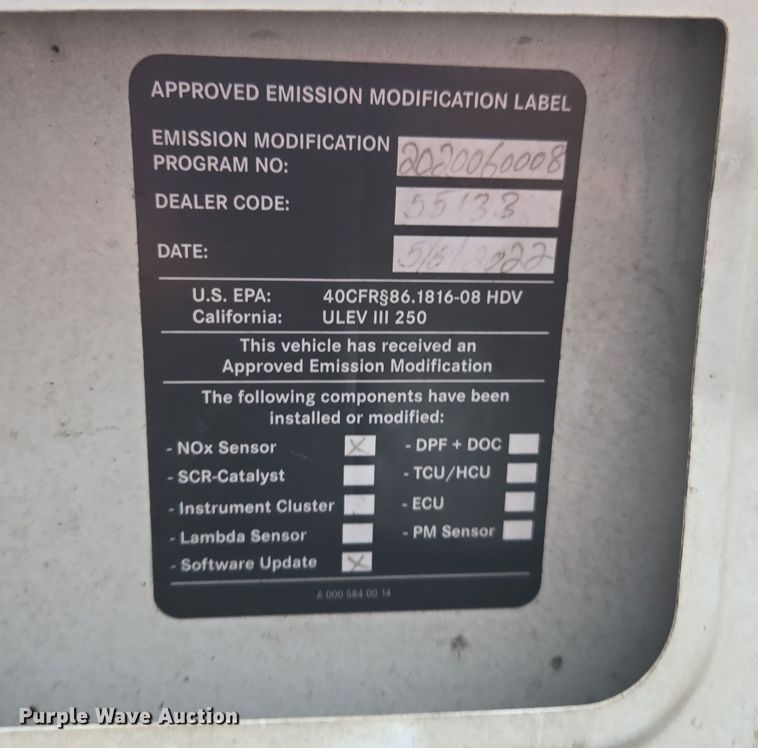 APPROVED EMISSION MODIFICATION LABEL
EMISSION MODIFICATION
PROGRAM NO: 2020060008
DEALER CODE: 55133
DATE: 5/5/2022
U.S. EPA: 40CFR§86.1816-08 HDV
California: ULEV III 250
This vehicle has received an
Approved Emission Modification
The following components have been
installed or modified:
- NOx Sensor X - DPF + DOC
- SCR-Catalyst - TCU/HCU
- Instrument Cluster - ECU
- Lambda Sensor - PM Sensor
- Software Update X
A 000 584 00 14
Purple Wave Auction